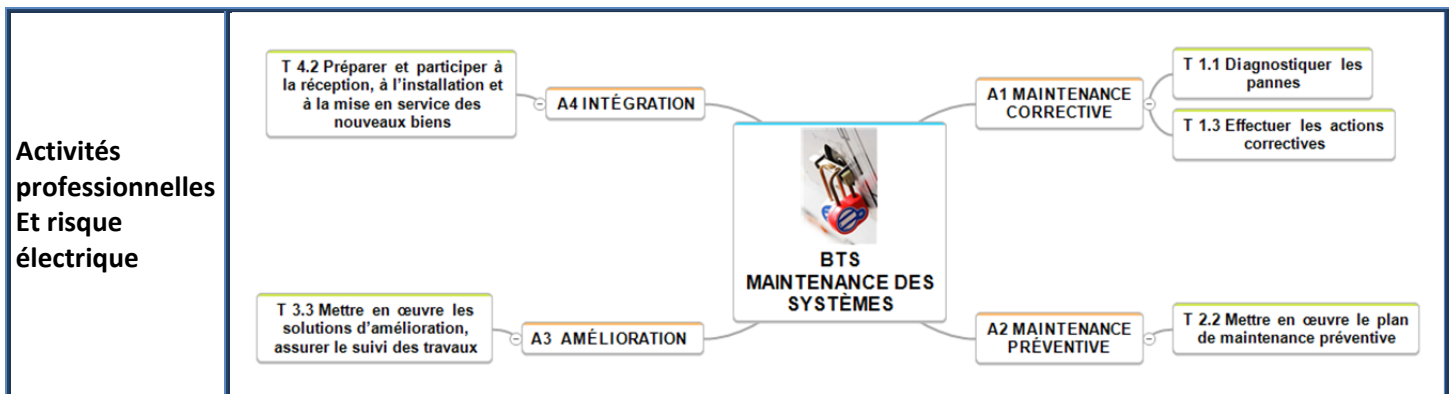 Activités
professionnelles
Et risque
électrique
T 4.2 Préparer et participer à
la réception, à l'installation et
à la mise en service des
nouveaux biens
A4 INTÉGRATION
A1 MAINTENANCE
CORRECTIVE
T 1.1 Diagnostiquer les
pannes
T 1.3 Effectuer les actions
correctives
BTS
MAINTENANCE DES
SYSTÈMES
T 3.3 Mettre en œuvre les
solutions d'amélioration,
assurer le suivi des travaux
A3 AMÉLIORATION
A2 MAINTENANCE
PRÉVENTIVE
T 2.2 Mettre en œuvre le plan
de maintenance préventive